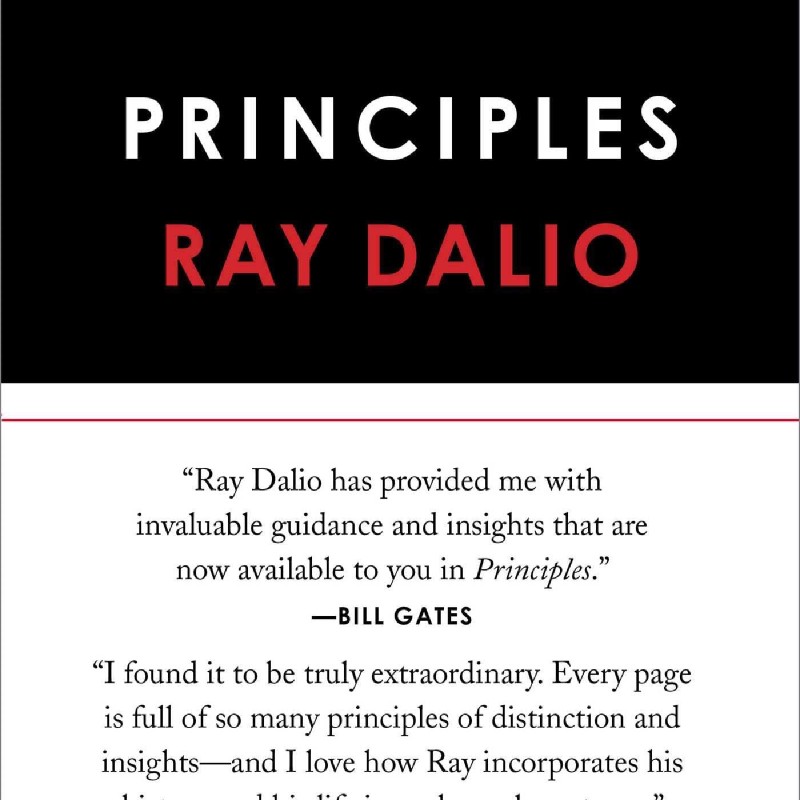 PRINCIPLES
RAY DALIO
“Ray Dalio has provided me with
invaluable guidance and insights that are
now available to you in Principles.”
—BILL GATES
“I found it to be truly extraordinary. Every page
is full of so many principles of distinction and
insights—and I love how Ray incorporates his